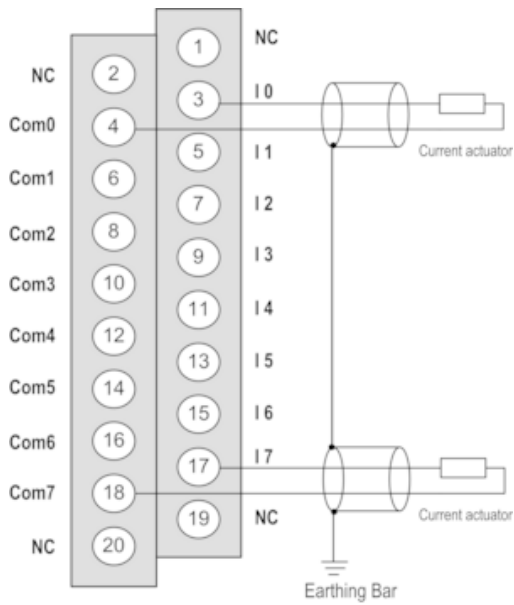 1 NC
NC 2
3 I 0
Com0 4
Current actuator
5 I 1
Com1 6
7 I 2
Com2 8
9 I 3
Com3 10
11 I 4
Com4 12
13 I 5
Com5 14
15 I 6
Com6 16
17 I 7
Com7 18
Current actuator
19 NC
NC 20
Earthing Bar